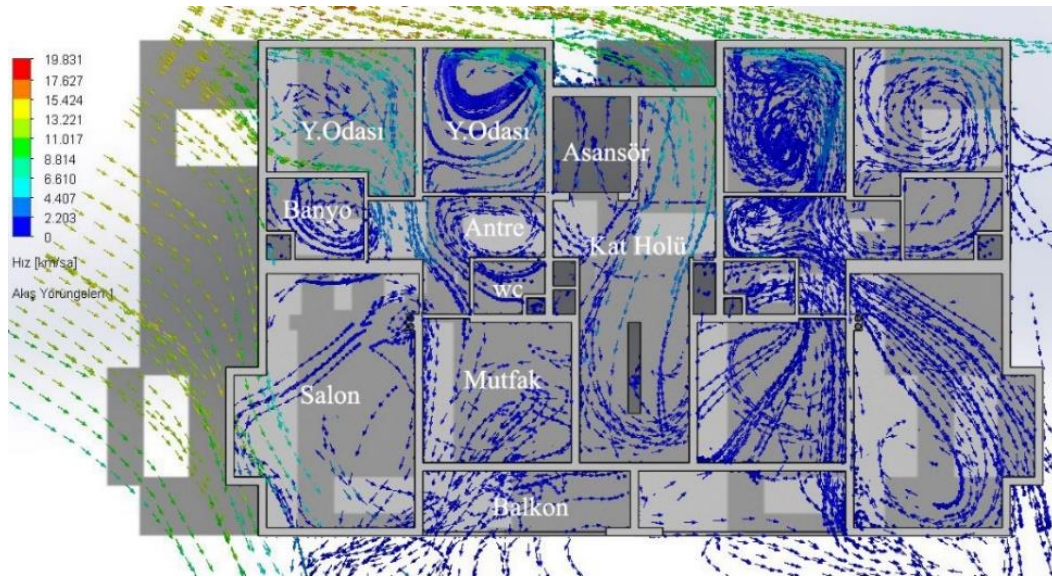 19.831
17.627
15.424
13.221
11.017
8.814
6.610
4.407
2.203
0
Hız [km/sa]
Akış Yörüngeleri 1
Y.Odası
Y.Odası
Asansör
Banyo
Antre
Kat Holü
wc
Salon
Mutfak
Balkon